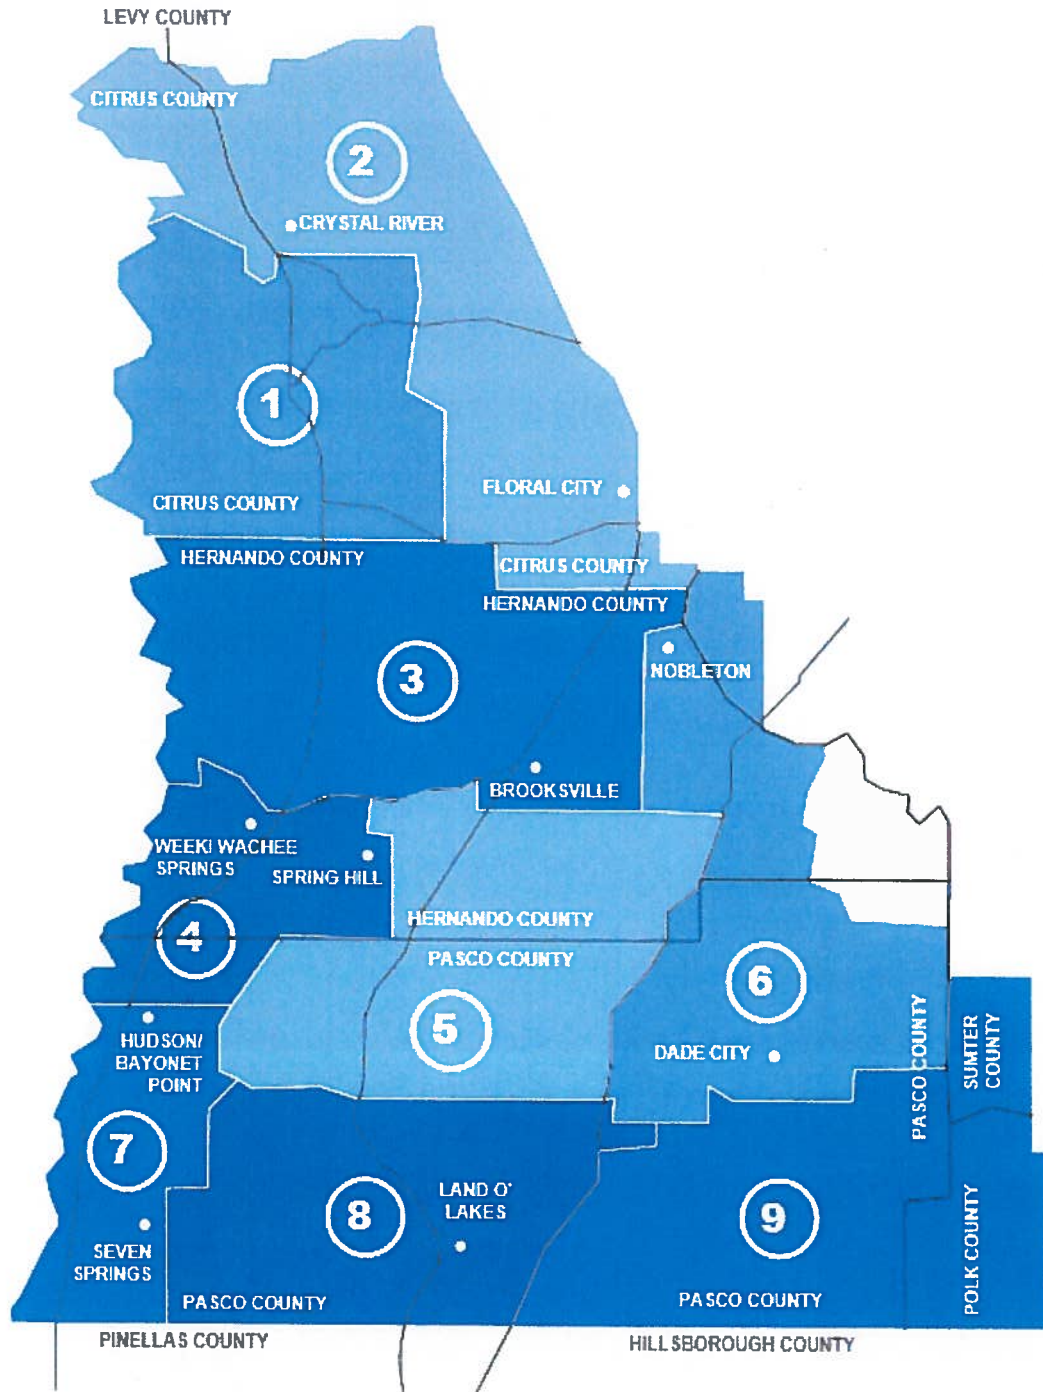 LEVY COUNTY
CITRUS COUNTY
2
CRYSTAL RIVER
1
FLORAL CITY
CITRUS COUNTY
HERNANDO COUNTY
CITRUS COUNTY
HERNANDO COUNTY
NOBLETON
3
BROOKSVILLE
WEEKI WACHEE
SPRINGS
SPRING HILL
HERNANDO COUNTY
4
PASCO COUNTY
6
5
HUDSON/
BAYONET
POINT
DADE CITY
PASCO COUNTY
SUMTER
COUNTY
7
LAND O'
LAKES
8
9
SEVEN
SPRINGS
POLK COUNTY
PASCO COUNTY
PASCO COUNTY
PINELLAS COUNTY
HILLSBOROUGH COUNTY